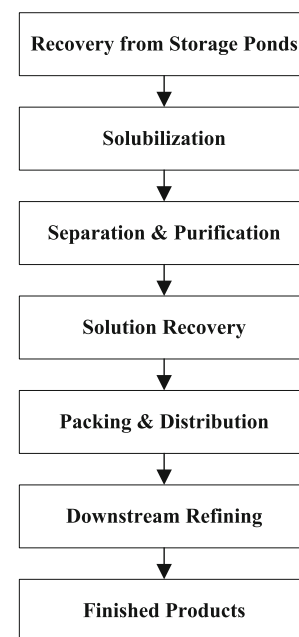 Recovery from Storage Ponds
Solubilization
Separation & Purification
Solution Recovery
Packing & Distribution
Downstream Refining
Finished Products